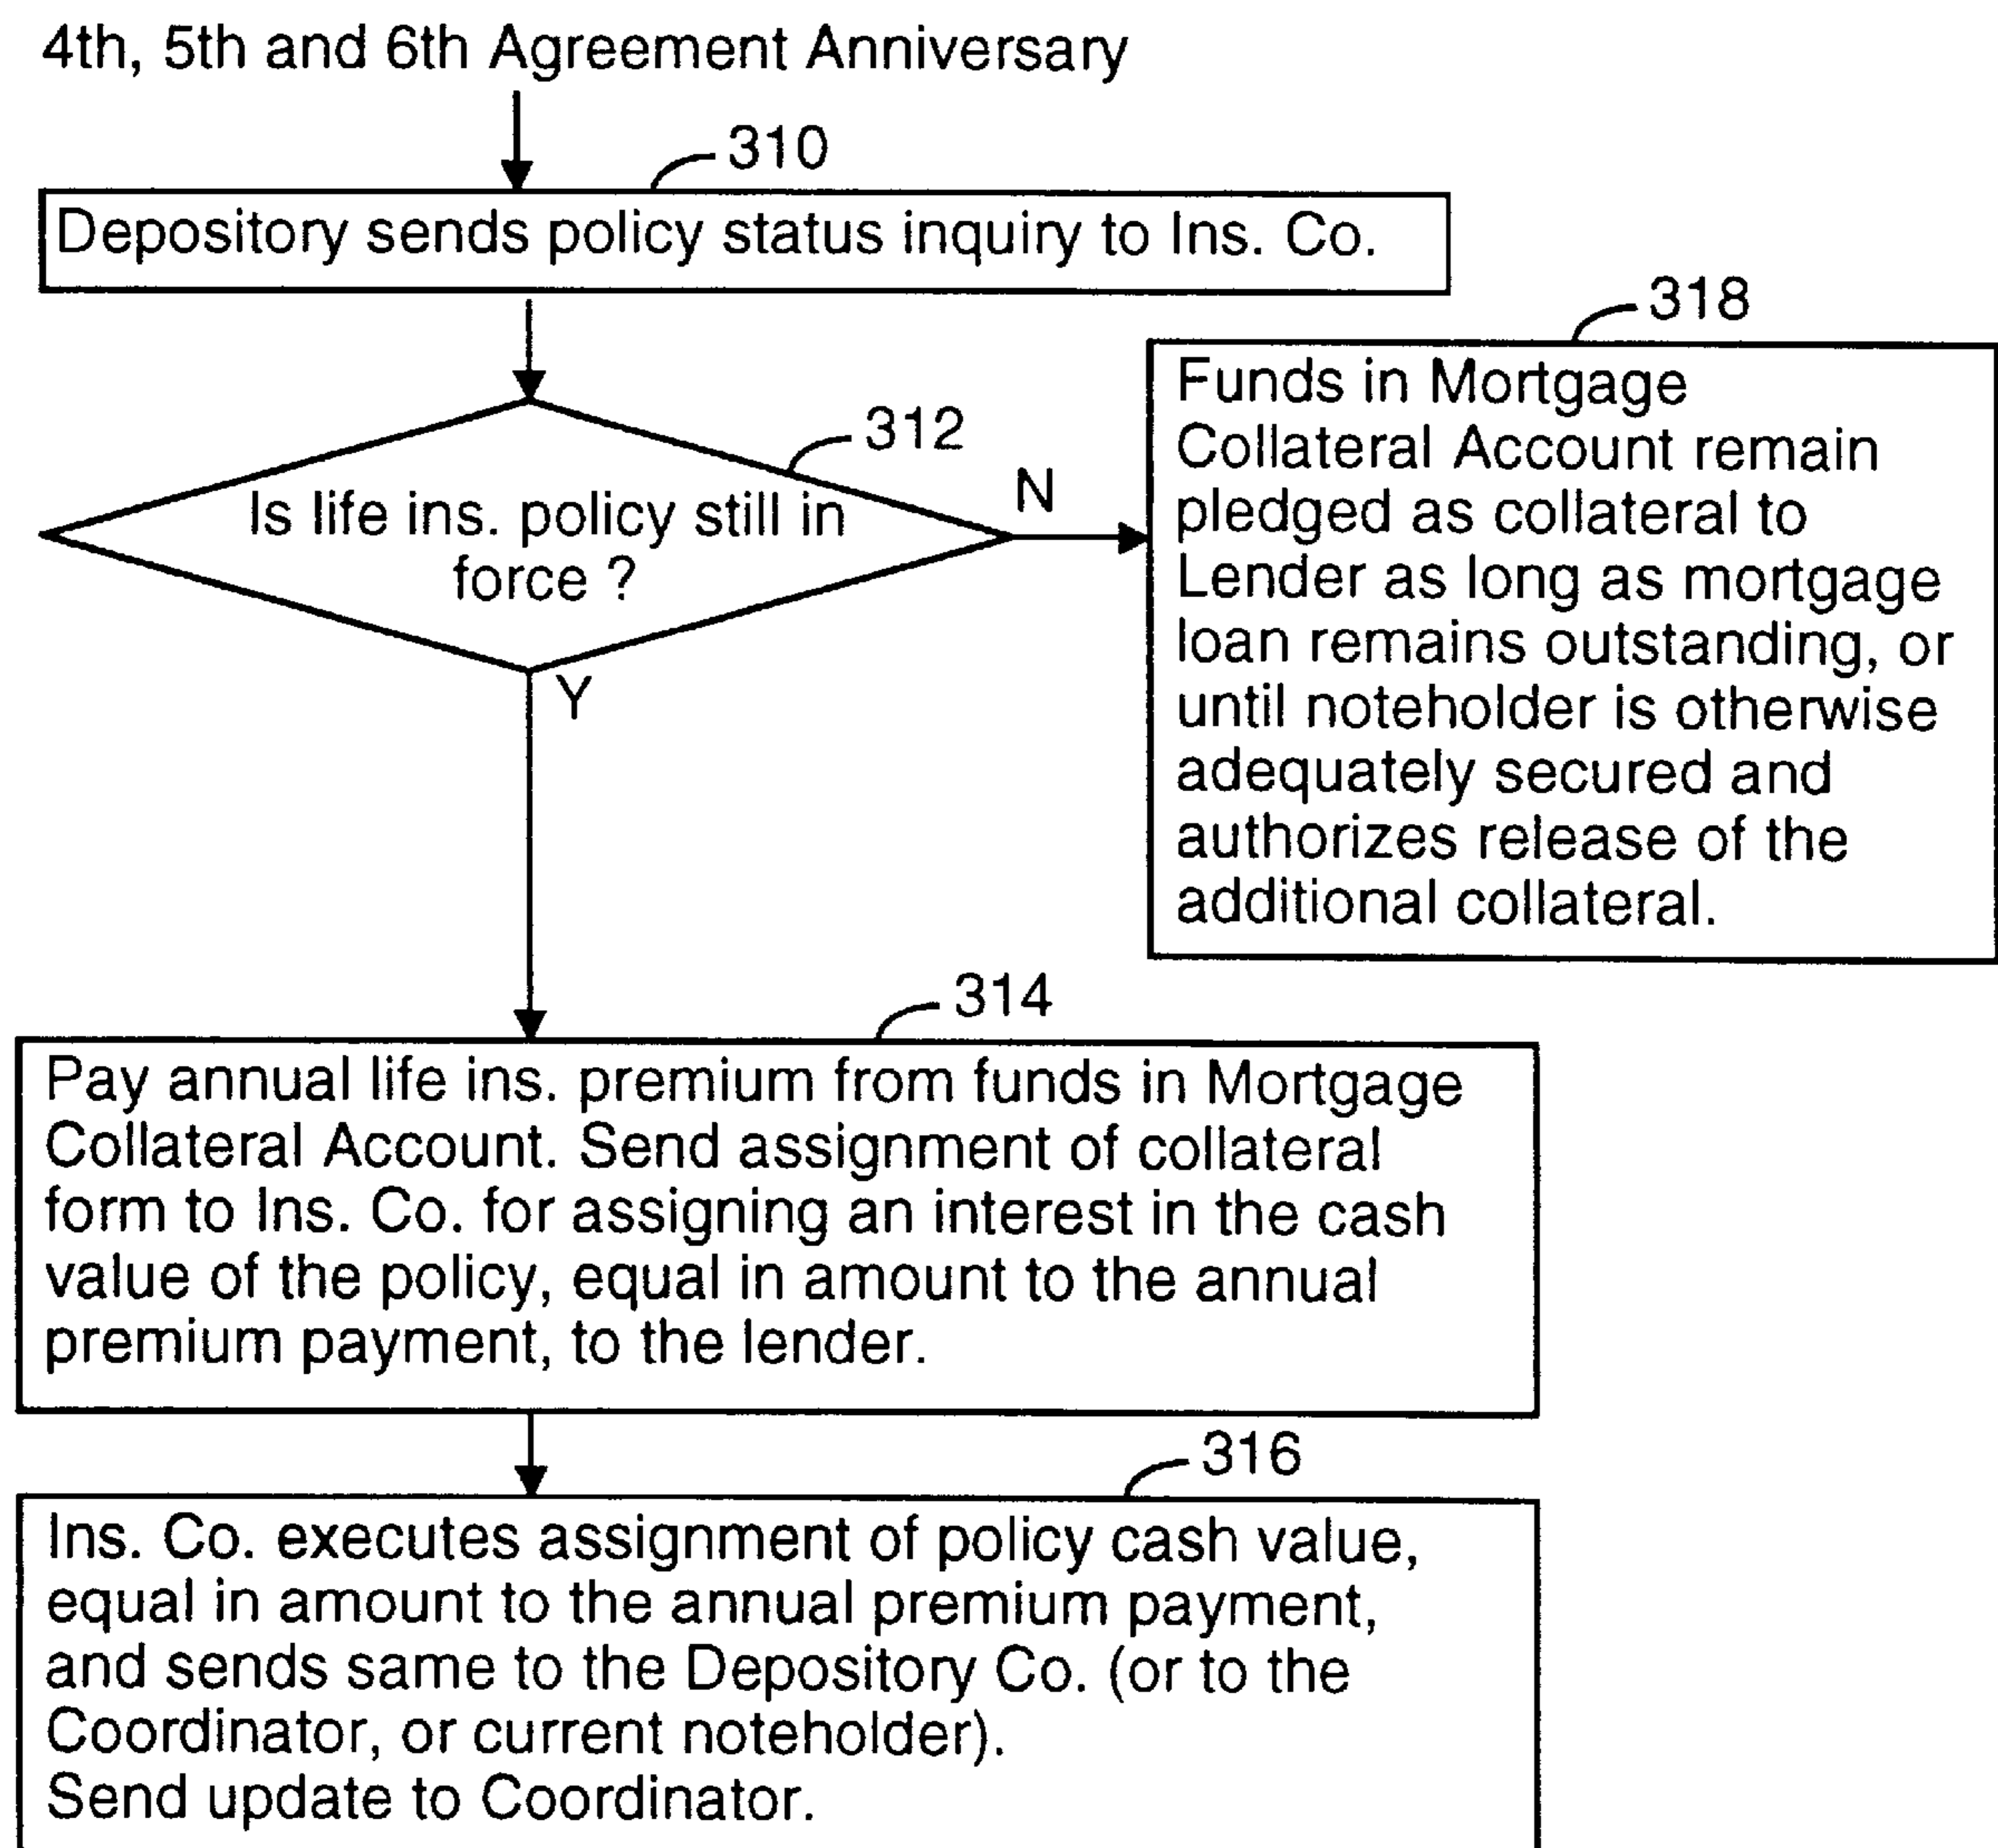 4th, 5th and 6th Agreement Anniversary
310
Depository sends policy status inquiry to Ins. Co.
312
Is life ins. policy still in
force ?
N
Y
318
Funds in Mortgage
Collateral Account remain
pledged as collateral to
Lender as long as mortgage
loan remains outstanding, or
until noteholder is otherwise
adequately secured and
authorizes release of the
additional collateral.
314
Pay annual life ins. premium from funds in Mortgage
Collateral Account. Send assignment of collateral
form to Ins. Co. for assigning an interest in the cash
value of the policy, equal in amount to the annual
premium payment, to the lender.
316
Ins. Co. executes assignment of policy cash value,
equal in amount to the annual premium payment,
and sends same to the Depository Co. (or to the
Coordinator, or current noteholder).
Send update to Coordinator.